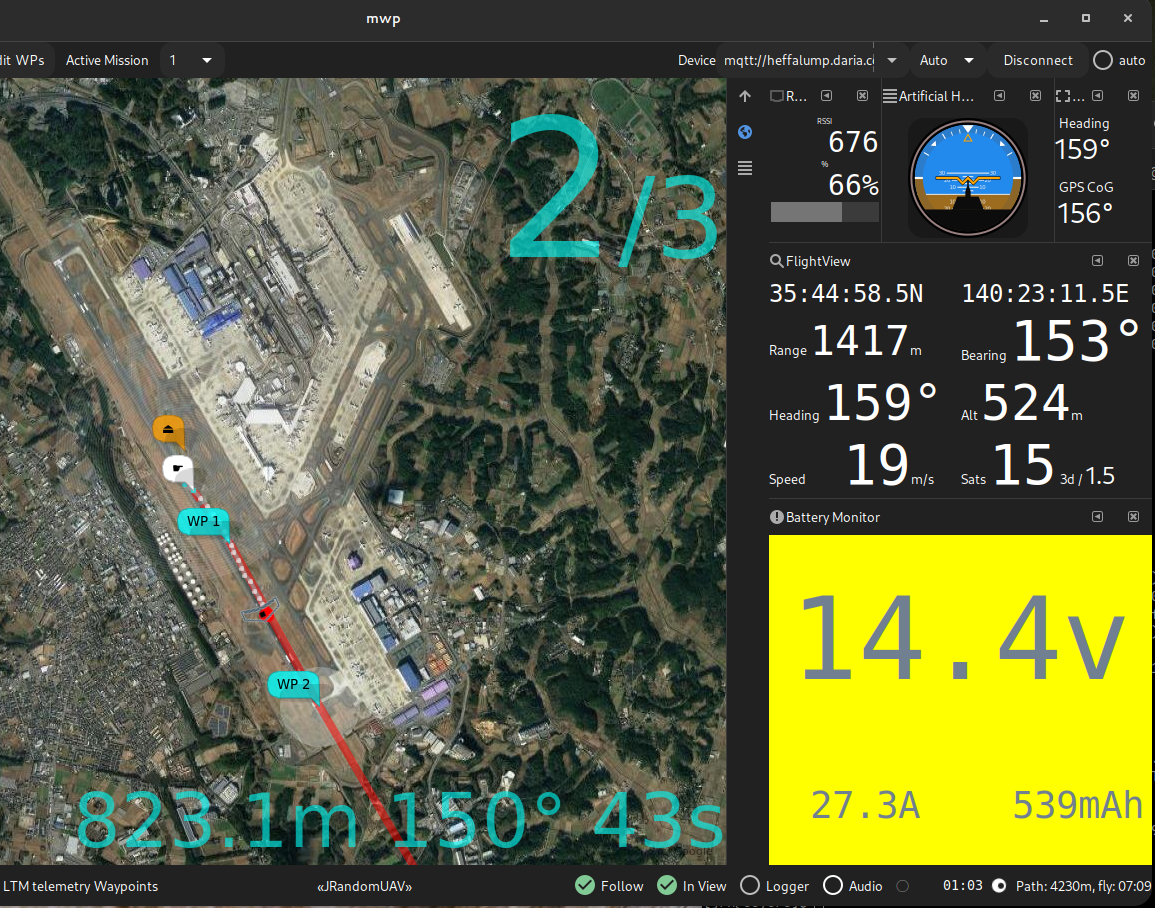 mwp
dit WPs Active Mission 1 Device mqtt://heffalump.daria.c Auto Disconnect auto
R... Artificial H... ...
RSSI
676
%
66%
Heading
159°
GPS CoG
156°
2/3
FlightView
35:44:58.5N 140:23:11.5E
Range 1417 m Bearing 153°
Heading 159° Alt 524 m
Speed 19 m/s Sats 15 3d / 1.5
Battery Monitor
14.4v
27.3A 539mAh
WP 1
WP 2
823.1m 150° 43s
LTM telemetry Waypoints «JRandomUAV» Follow In View Logger Audio 01:03 Path: 4230m, fly: 07:09